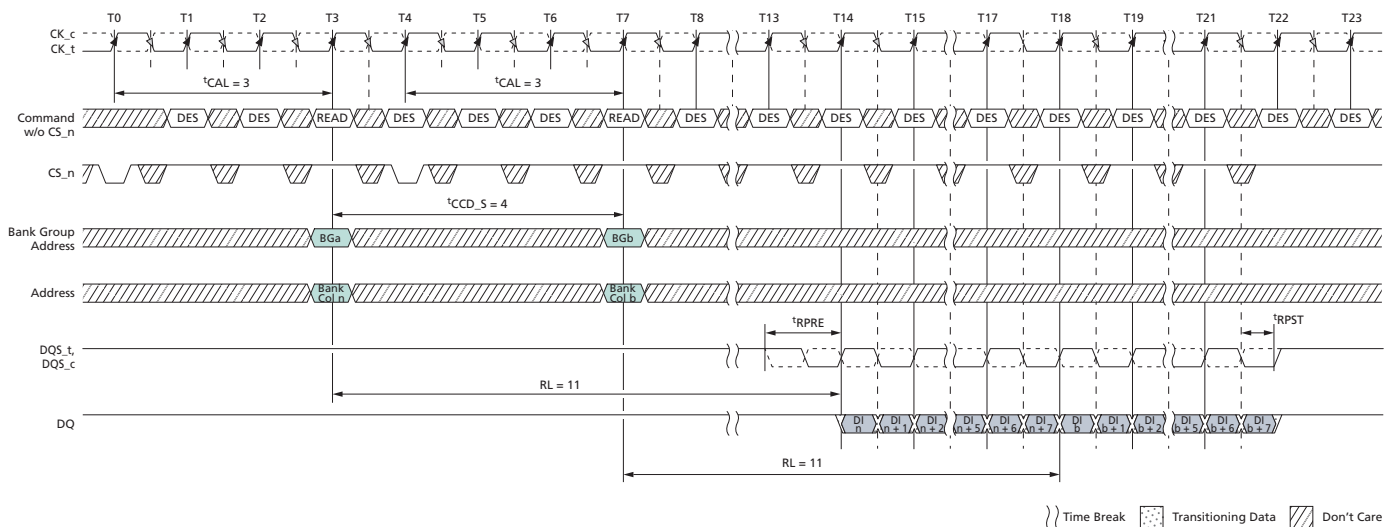 T0 T1 T2 T3 T4 T5 T6 T7 T8 T13 T14 T15 T17 T18 T19 T21 T22 T23
CK_c
CK_t
tCAL = 3 tCAL = 3
Command
w/o CS_n
DES DES READ DES DES DES READ DES DES DES DES DES DES DES DES DES DES
CS_n
tCCD_S = 4
Bank Group
Address
BGa BGb
Address
Bank
Col n
Bank
Col b
tRPRE tRPST
DQS_t,
DQS_c
RL = 11
DQ
DI
n
DI
n + 1
DI
n + 2
DI
n + 5
DI
n + 6
DI
n + 7
DI
b
DI
b + 1
DI
b + 2
DI
b + 5
DI
b + 6
DI
b + 7
RL = 11
Time Break Transitioning Data Don't Care